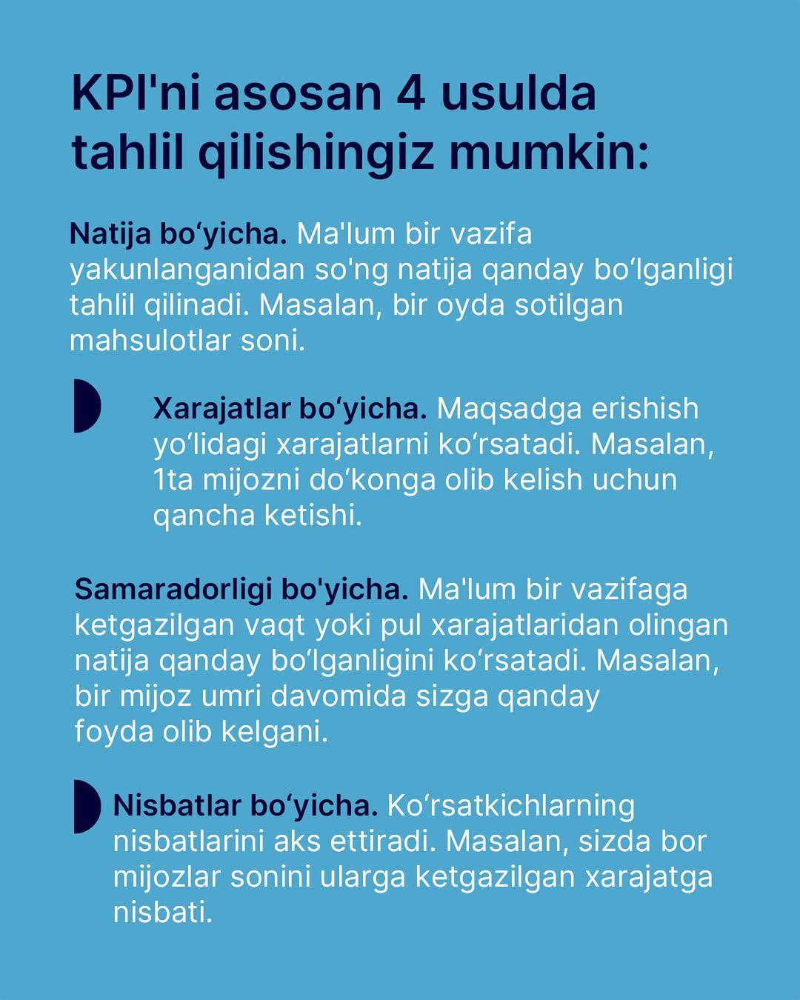 KPI'ni asosan 4 usulda
tahlil qilishingiz mumkin:
Natija bo‘yicha. Ma'lum bir vazifa
yakunlanganidan so'ng natija qanday bo‘lganligi
tahlil qilinadi. Masalan, bir oyda sotilgan
mahsulotlar soni.
Xarajatlar bo‘yicha. Maqsadga erishish
yo‘lidagi xarajatlarni ko‘rsatadi. Masalan,
1ta mijozni do‘konga olib kelish uchun
qancha ketishi.
Samaradorligi bo'yicha. Ma'lum bir vazifaga
ketgazilgan vaqt yoki pul xarajatlaridan olingan
natija qanday bo‘lganligini ko‘rsatadi. Masalan,
bir mijoz umri davomida sizga qanday
foyda olib kelgani.
Nisbatlar bo‘yicha. Ko‘rsatkichlarning
nisbatlarini aks ettiradi. Masalan, sizda bor
mijozlar sonini ularga ketgazilgan xarajatga
nisbati.